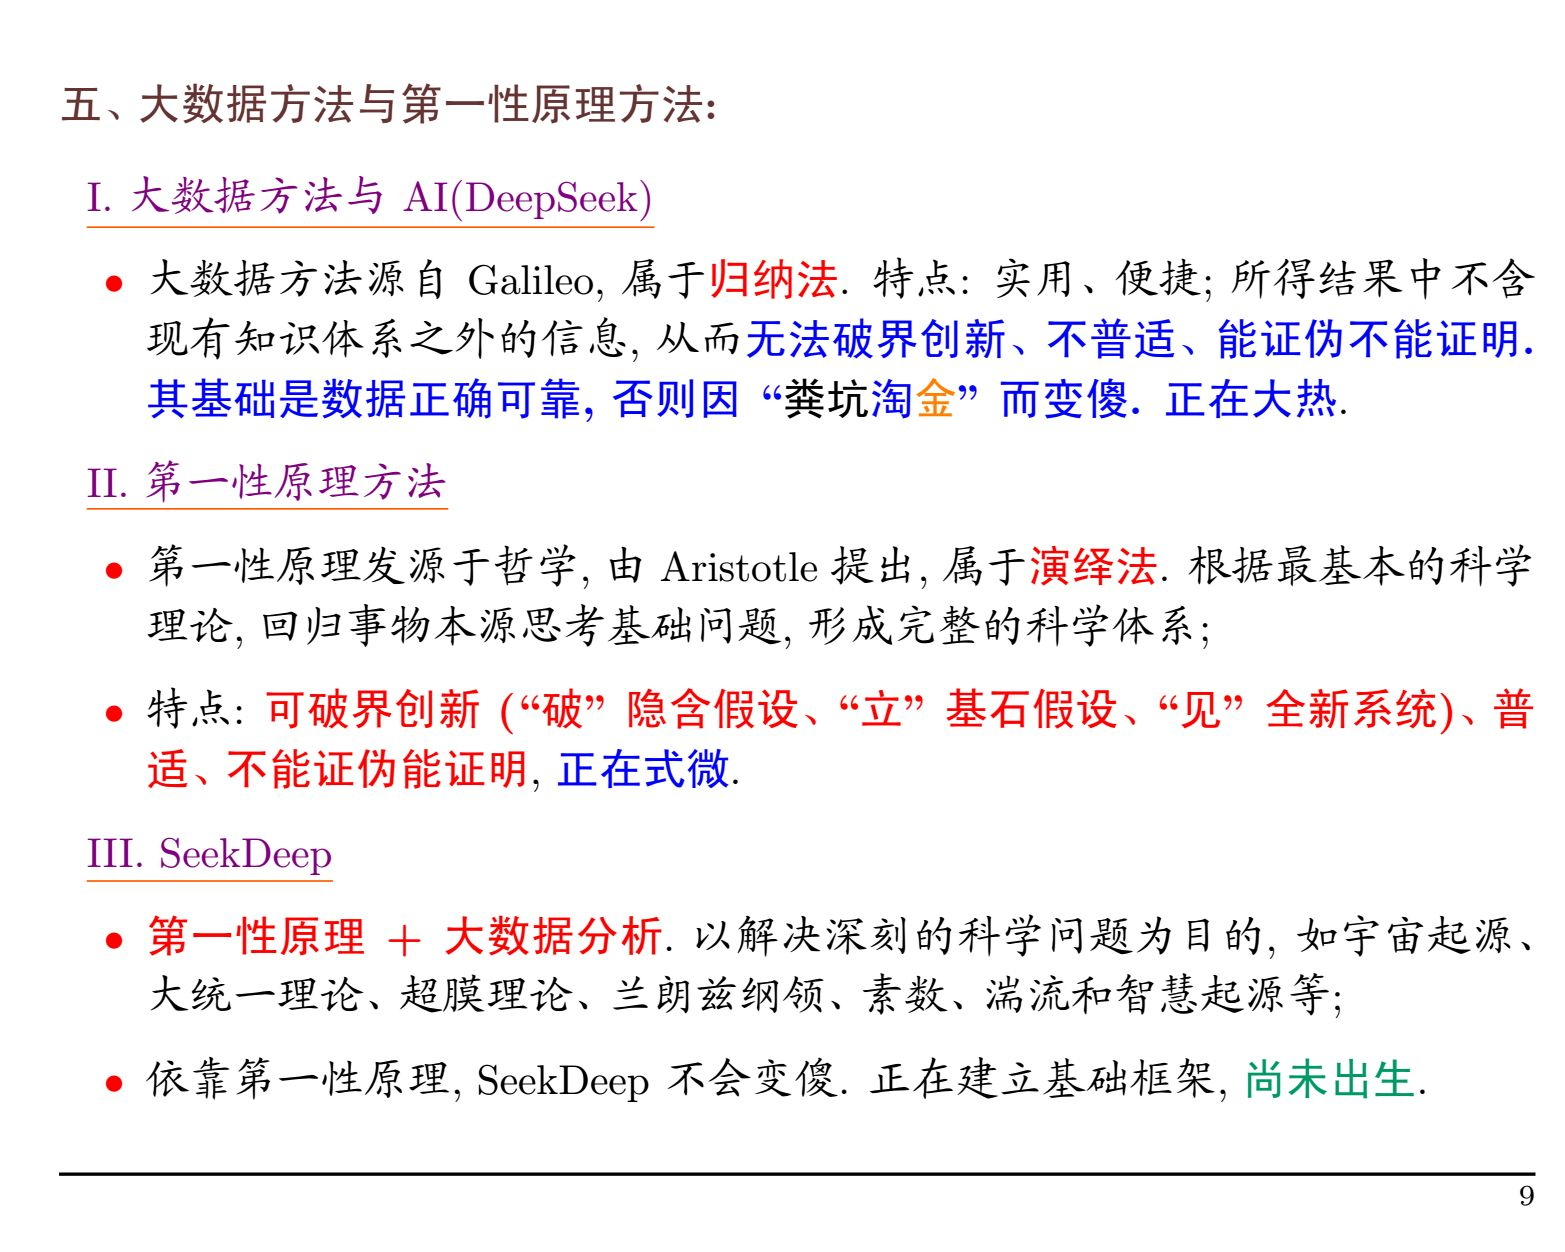 五、大数据方法与第一性原理方法:
I. 大数据方法与 AI(DeepSeek)
• 大数据方法源自 Galileo, 属于归纳法. 特点: 实用、便捷; 所得结果中不含
现有知识体系之外的信息, 从而无法破界创新、不普适、能证伪不能证明.
其基础是数据正确可靠, 否则因 “粪坑淘金” 而变傻. 正在大热.
II. 第一性原理方法
• 第一性原理发源于哲学, 由 Aristotle 提出, 属于演绎法. 根据最基本的科学
理论, 回归事物本源思考基础问题, 形成完整的科学体系;
• 特点: 可破界创新 (“破” 隐含假设、“立” 基石假设、“见” 全新系统)、普
适、不能证伪能证明, 正在式微.
III. SeekDeep
• 第一性原理 + 大数据分析. 以解决深刻的科学问题为目的, 如宇宙起源、
大统一理论、超膜理论、兰朗兹纲领、素数、湍流和智慧起源等;
• 依靠第一性原理, SeekDeep 不会变傻. 正在建立基础框架, 尚未出生.
9